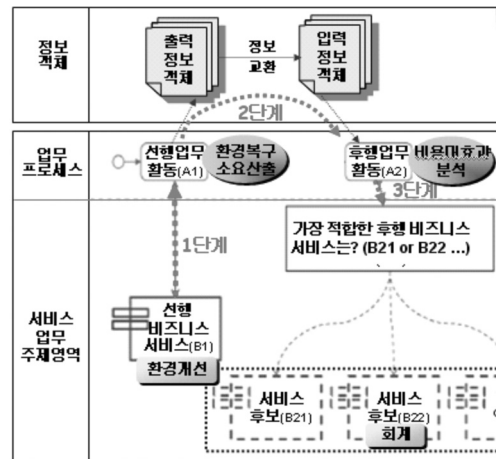 정보
객체
출력
정보
객체
정보
교환
입력
정보
객체
2단계
업무
프로세스
선행업무
활동(A1)
환경복구
소요산출
후행업무
활동(A2)
비용대효과
분석
3단계
1단계
가장 적합한 후행 비즈니스
서비스는? (B21 or B22 ...)
서비스
업무
주제영역
선행
비즈니스
서비스(B1)
환경개선
서비스
후보(B21)
서비스
후보(B22)
회계